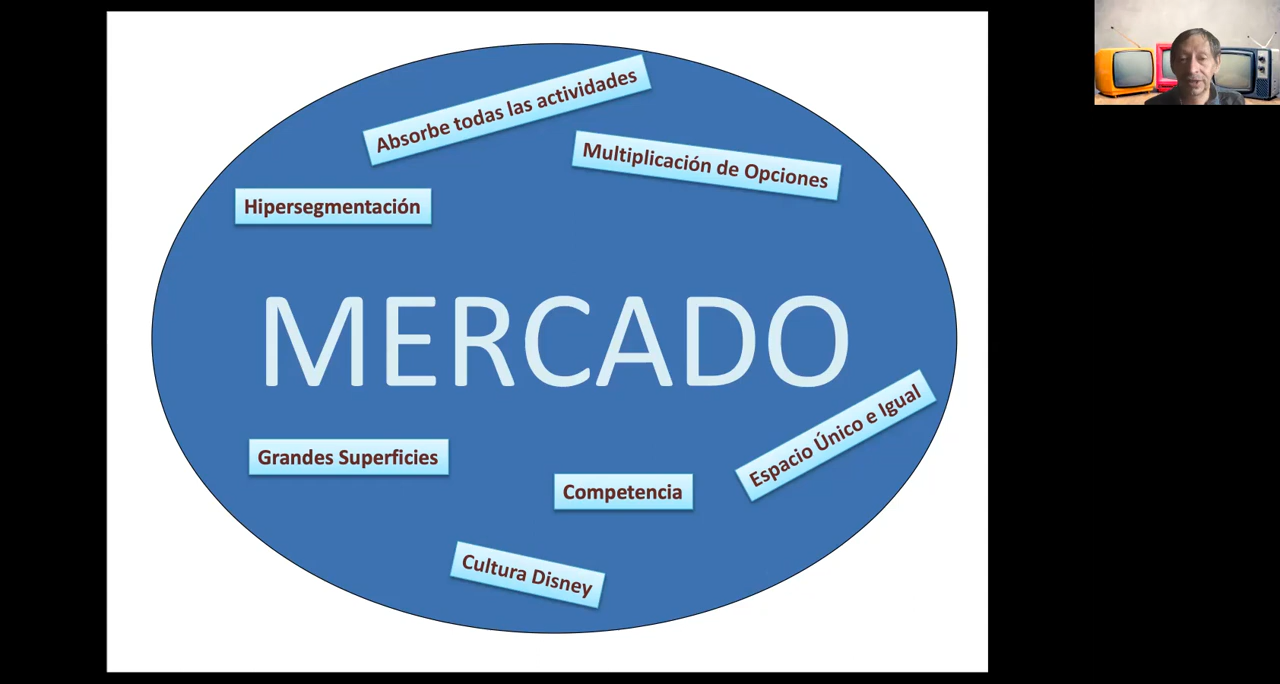 Absorbe todas las actividades
Multiplicación de Opciones
Hipersegmentación
MERCADO
Espacio Único e Igual
Grandes Superficies
Competencia
Cultura Disney